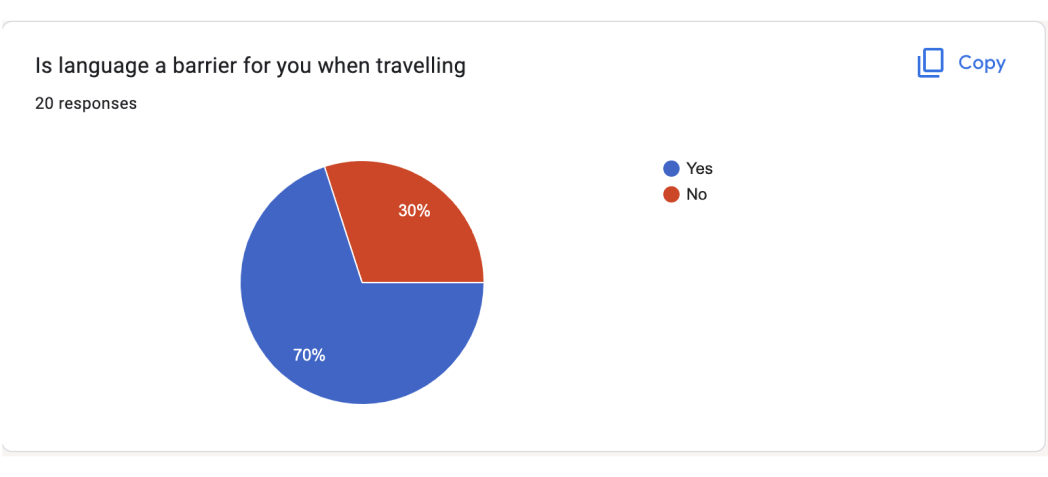 Is language a barrier for you when travelling
Copy
20 responses
Yes
No
30%
70%